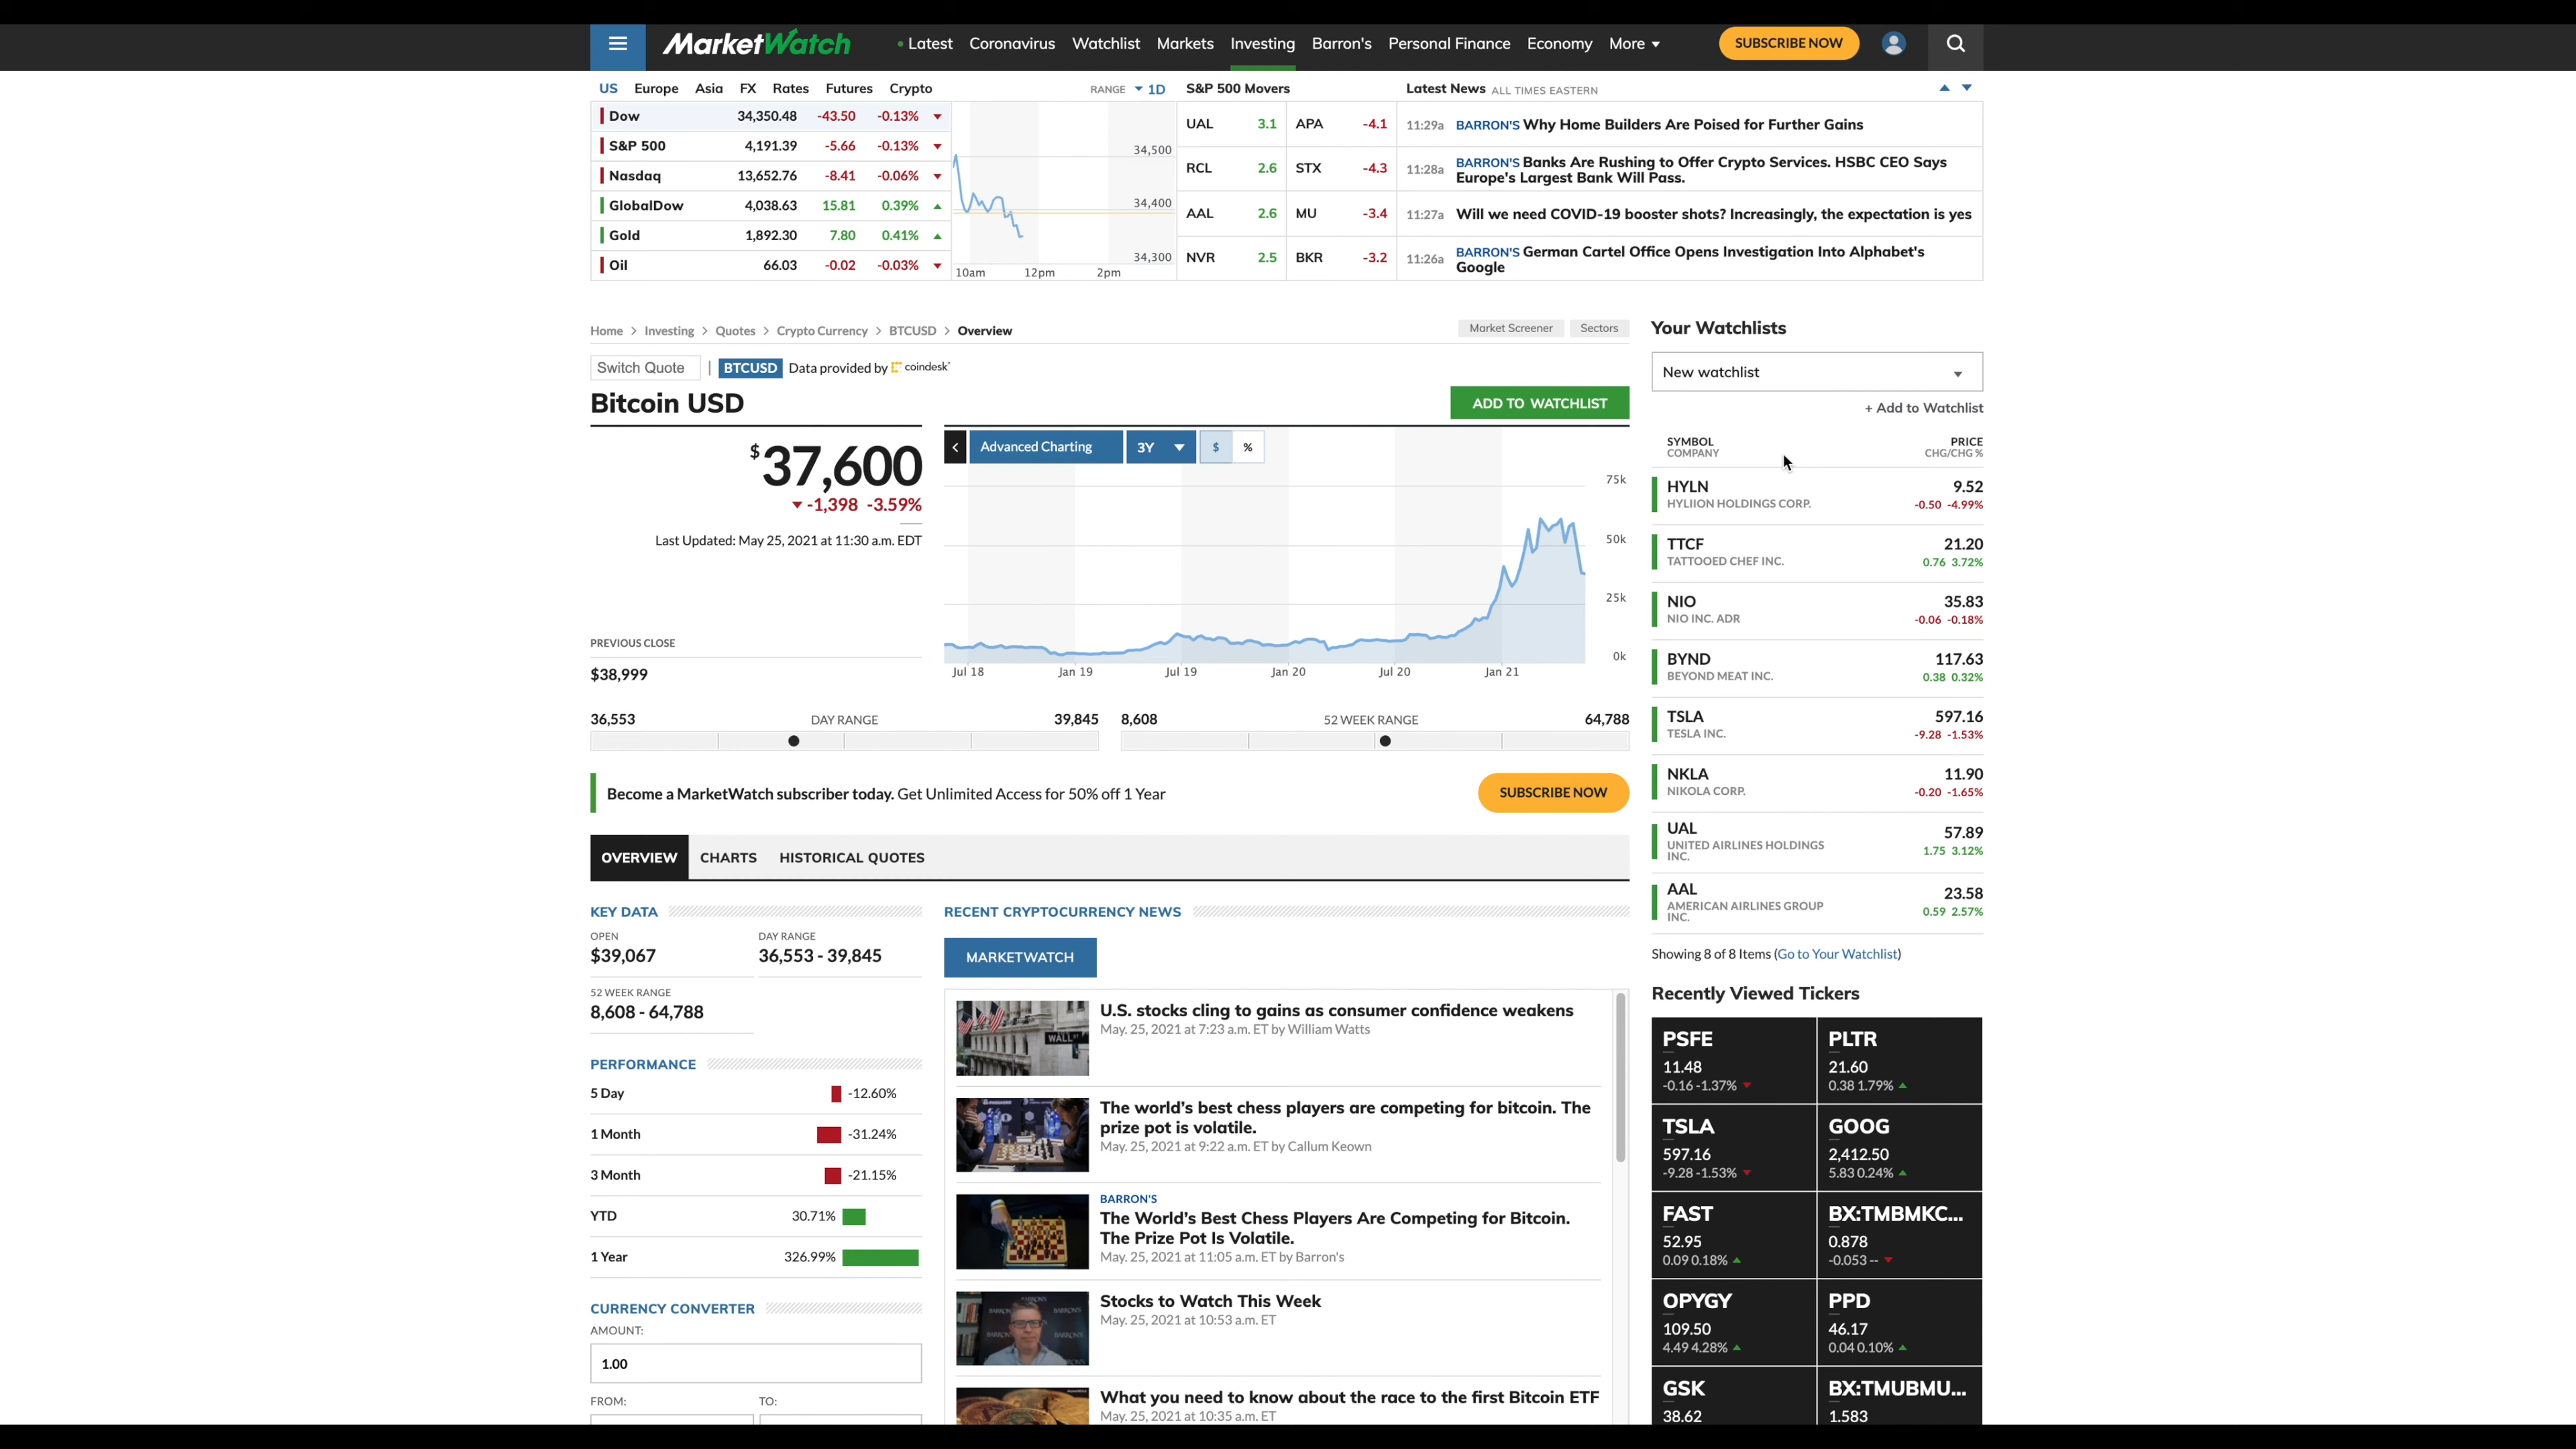 MarketWatch
Latest Coronavirus Watchlist Markets Investing Barron's Personal Finance Economy More
SUBSCRIBE NOW
US Europe Asia FX Rates Futures Crypto
RANGE 1D
Dow 34,350.48 -43.50 -0.13%
S&P 500 4,191.39 -5.66 -0.13%
Nasdaq 13,652.76 -8.41 -0.06%
GlobalDow 4,038.63 15.81 0.39%
Gold 1,892.30 7.80 0.41%
Oil 66.03 -0.02 -0.03%
34,500
34,400
34,300
10am 12pm 2pm
S&P 500 Movers
UAL 3.1 APA -4.1
RCL 2.6 STX -4.3
AAL 2.6 MU -3.4
NVR 2.5 BKR -3.2
Latest News ALL TIMES EASTERN
11:29a BARRON'S Why Home Builders Are Poised for Further Gains
11:28a BARRON'S Banks Are Rushing to Offer Crypto Services. HSBC CEO Says
Europe's Largest Bank Will Pass.
11:27a Will we need COVID-19 booster shots? Increasingly, the expectation is yes
11:26a BARRON'S German Cartel Office Opens Investigation Into Alphabet's
Google
Home > Investing > Quotes > Crypto Currency > BTCUSD > Overview
Market Screener Sectors
Switch Quote | BTCUSD Data provided by coindesk
Bitcoin USD
ADD TO WATCHLIST
$37,600
-1,398 -3.59%
Last Updated: May 25, 2021 at 11:30 a.m. EDT
PREVIOUS CLOSE
$38,999
Advanced Charting 3Y $ %
75k
50k
25k
0k
Jul 18 Jan 19 Jul 19 Jan 20 Jul 20 Jan 21
36,553 DAY RANGE 39,845
8,608 52 WEEK RANGE 64,788
Become a MarketWatch subscriber today. Get Unlimited Access for 50% off 1 Year
SUBSCRIBE NOW
OVERVIEW CHARTS HISTORICAL QUOTES
KEY DATA
OPEN DAY RANGE
$39,067 36,553 - 39,845
52 WEEK RANGE
8,608 - 64,788
PERFORMANCE
5 Day -12.60%
1 Month -31.24%
3 Month -21.15%
YTD 30.71%
1 Year 326.99%
CURRENCY CONVERTER
AMOUNT:
1.00
FROM: TO:
RECENT CRYPTOCURRENCY NEWS
MARKETWATCH
WALL
U.S. stocks cling to gains as consumer confidence weakens
May. 25, 2021 at 7:23 a.m. ET by William Watts
The world's best chess players are competing for bitcoin. The
prize pot is volatile.
May. 25, 2021 at 9:22 a.m. ET by Callum Keown
BARRON'S
The World's Best Chess Players Are Competing for Bitcoin.
The Prize Pot Is Volatile.
May. 25, 2021 at 11:05 a.m. ET by Barron's
Stocks to Watch This Week
May. 25, 2021 at 10:53 a.m. ET
What you need to know about the race to the first Bitcoin ETF
May. 25, 2021 at 10:35 a.m. ET
Your Watchlists
New watchlist
+ Add to Watchlist
SYMBOL PRICE
COMPANY CHG/CHG %
HYLN 9.52
HYLIION HOLDINGS CORP. -0.50 -4.99%
TTCF 21.20
TATTOOED CHEF INC. 0.76 3.72%
NIO 35.83
NIO INC. ADR -0.06 -0.18%
BYND 117.63
BEYOND MEAT INC. 0.38 0.32%
TSLA 597.16
TESLA INC. -9.28 -1.53%
NKLA 11.90
NIKOLA CORP. -0.20 -1.65%
UAL 57.89
UNITED AIRLINES HOLDINGS 1.75 3.12%
INC.
AAL 23.58
AMERICAN AIRLINES GROUP 0.59 2.57%
INC.
Showing 8 of 8 Items (Go to Your Watchlist)
Recently Viewed Tickers
PSFE PLTR
11.48 21.60
-0.16 -1.37% 0.38 1.79%
TSLA GOOG
597.16 2,412.50
-9.28 -1.53% 5.83 0.24%
FAST BX:TMBMKC...
52.95 0.878
0.09 0.18% -0.053 --
OPYGY PPD
109.50 46.17
4.49 4.28% 0.04 0.10%
GSK BX:TMUBMU...
38.62 1.583